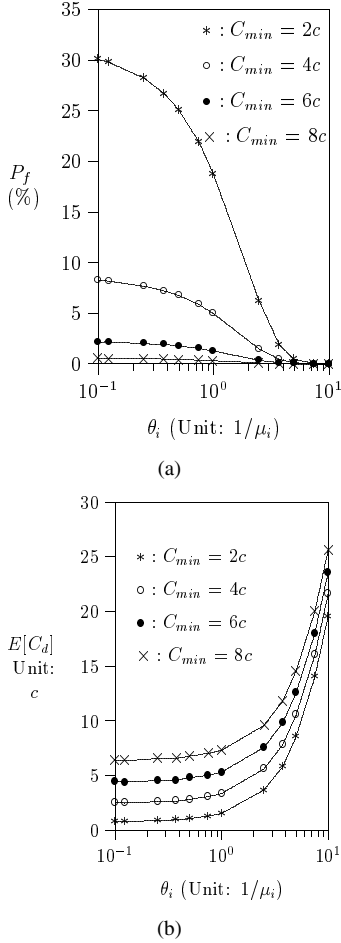 35
30
25
20
15
10
5
0
P_f
(%)
* : C_min = 2c
○ : C_min = 4c
● : C_min = 6c
× : C_min = 8c
10^−1
10^0
10^1
θ_i (Unit: 1/μ_i)
(a)
30
25
20
15
10
5
0
E[C_d]
Unit:
c
* : C_min = 2c
○ : C_min = 4c
● : C_min = 6c
× : C_min = 8c
10^−1
10^0
10^1
θ_i (Unit: 1/μ_i)
(b)